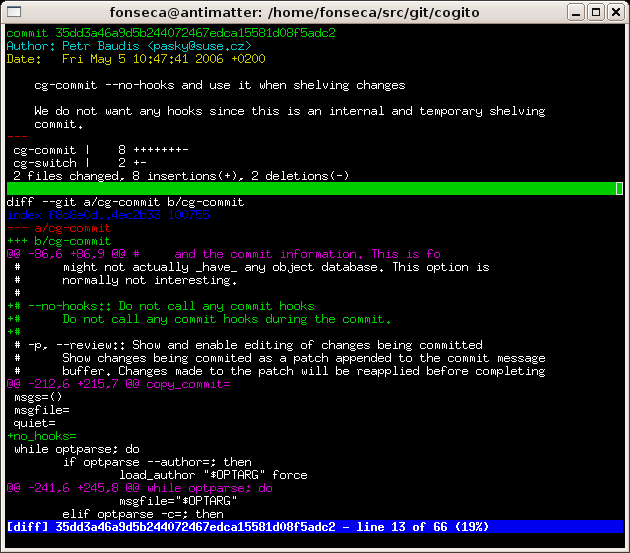 fonseca@antimatter: /home/fonseca/src/git/cogito
commit 35dd3a46a9d5b244072467edca15581d08f5adc2
Author: Petr Baudis <pasky@suse.cz>
Date:   Fri May 5 10:47:41 2006 +0200
    cg-commit --no-hooks and use it when shelving changes
    We do not want any hooks since this is an internal and temporary shelving
    commit.
---
 cg-commit |    8 +++++++-
 cg-switch |    2 +-
 2 files changed, 8 insertions(+), 2 deletions(-)
diff --git a/cg-commit b/cg-commit
index f8c8e0d..4ec2b33 100755
--- a/cg-commit
+++ b/cg-commit
@@ -86,6 +86,9 @@ #     and the commit information. This is fo
 #      might not actually _have_ any object database. This option is
 #      normally not interesting.
 #
+# --no-hooks:: Do not call any commit hooks
+#      Do not call any commit hooks during the commit.
+#
 # -p, --review:: Show and enable editing of changes being committed
 #      Show changes being commited as a patch appended to the commit message
 #      buffer. Changes made to the patch will be reapplied before completing
@@ -212,6 +215,7 @@ copy_commit=
 msgs=()
 msgfile=
 quiet=
+no_hooks=
 while optparse; do
        if optparse --author=; then
                load_author "$OPTARG" force
@@ -241,6 +245,8 @@ while optparse; do
                msgfile="$OPTARG"
        elif optparse -c=; then
[diff] 35dd3a46a9d5b244072467edca15581d08f5adc2 - line 13 of 66 (19%)